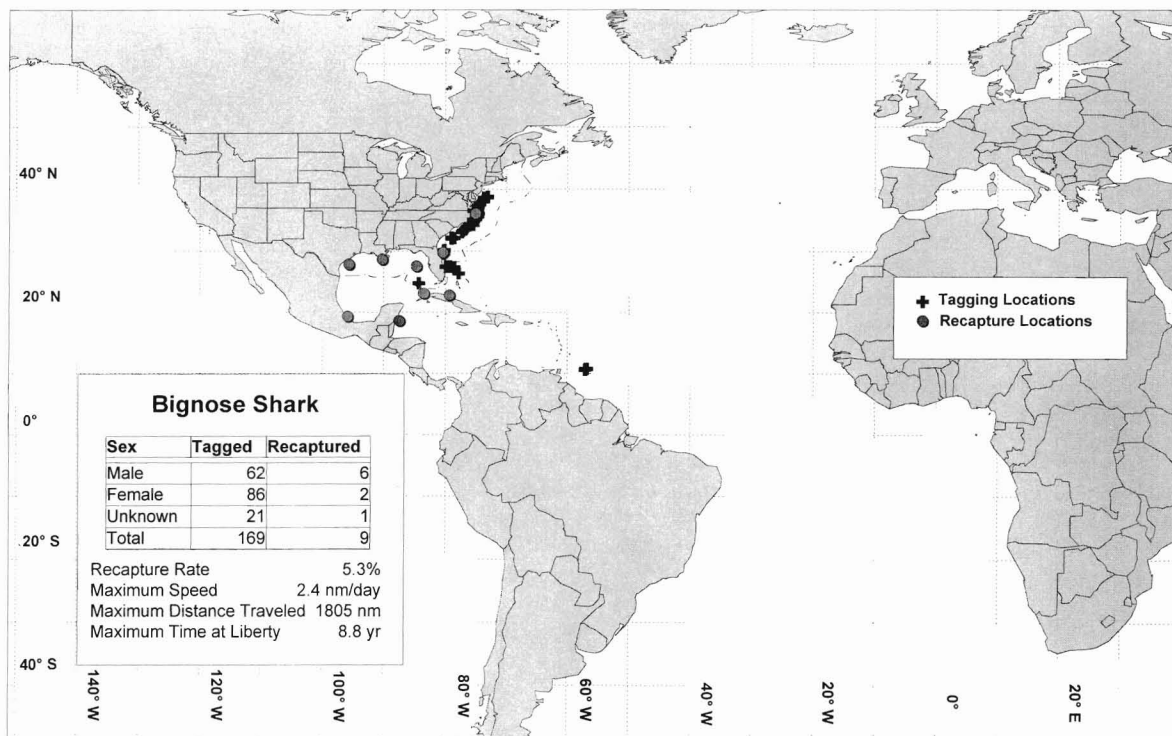 40° N
20° N
0°
20° S
40° S
Tagging Locations
Recapture Locations
Bignose Shark
Sex Tagged Recaptured
Male 62 6
Female 86 2
Unknown 21 1
Total 169 9
Recapture Rate 5.3%
Maximum Speed 2.4 nm/day
Maximum Distance Traveled 1805 nm
Maximum Time at Liberty 8.8 yr
140° W
120° W
100° W
80° W
60° W
40° W
20° W
0°
20° E